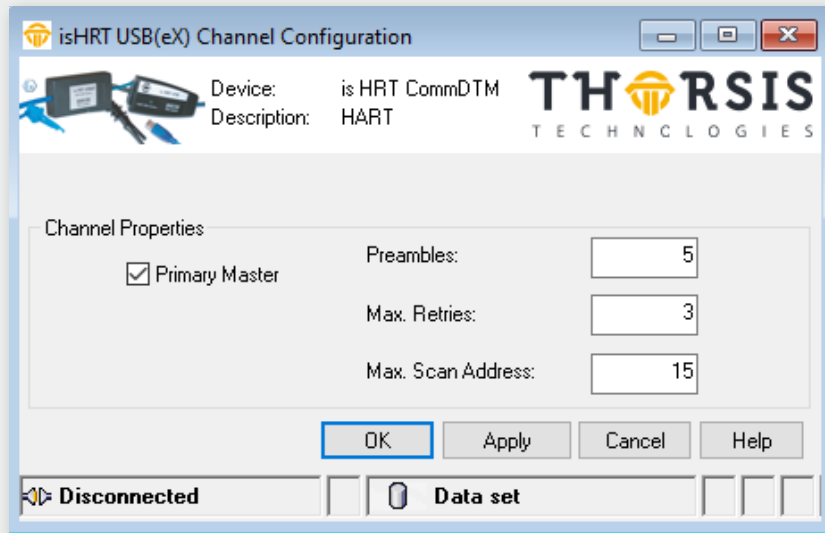 isHRT USB(eX) Channel Configuration
Device: is HRT CommDTM
Description: HART
THORSIS
TECHNCLOGIES
Channel Properties
Primary Master
Preambles: 5
Max. Retries: 3
Max. Scan Address: 15
OK Apply Cancel Help
Disconnected Data set